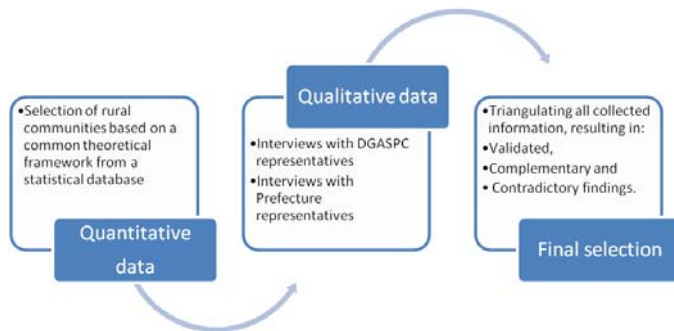 •Selection of rural
communities based on a
common theoretical
framework from a
statistical database
Quantitative
data
Qualitative data
•Interviews with DGASPC
representatives
•Interviews with
Prefecture
representatives
•Triangulating all collected
information, resulting in:
•Validated,
•Complementary and
• Contradictory findings.
Final selection